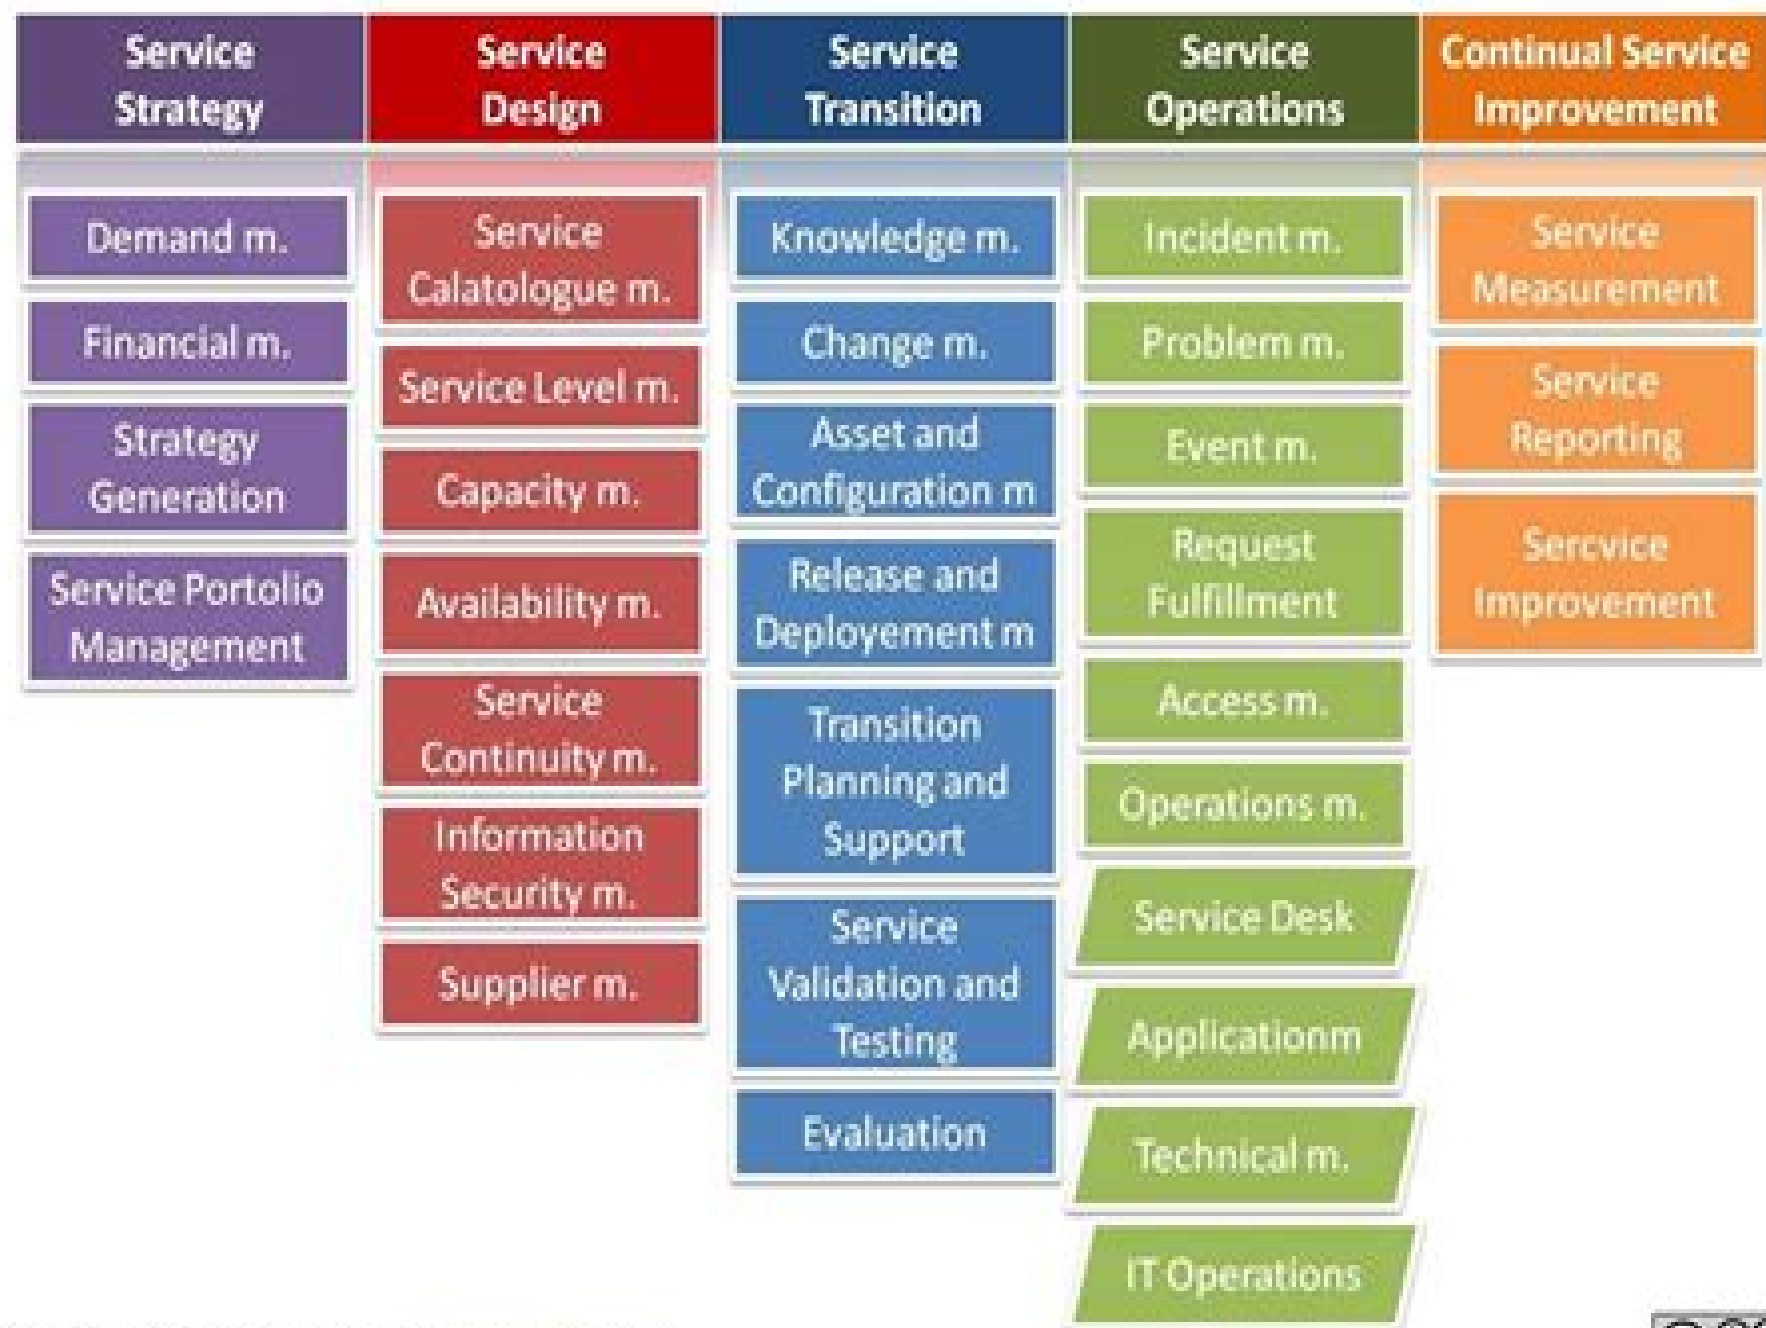 Service
Strategy
Demand m.
Financial m.
Strategy
Generation
Service Portolio
Management
Service
Design
Service
Calatologue m.
Service Level m.
Capacity m.
Availability m.
Service
Continuity m.
Information
Security m.
Supplier m.
Service
Transition
Knowledge m.
Change m.
Asset and
Configuration m
Release and
Deployement m
Transition
Planning and
Support
Service
Validation and
Testing
Evaluation
Service
Operations
Incident m.
Problem m.
Event m.
Request
Fulfillment
Access m.
Operations m.
Service Desk
Applicationm
Technical m.
IT Operations
Continual Service
Improvement
Service
Measurement
Service
Reporting
Sercvice
Improvement